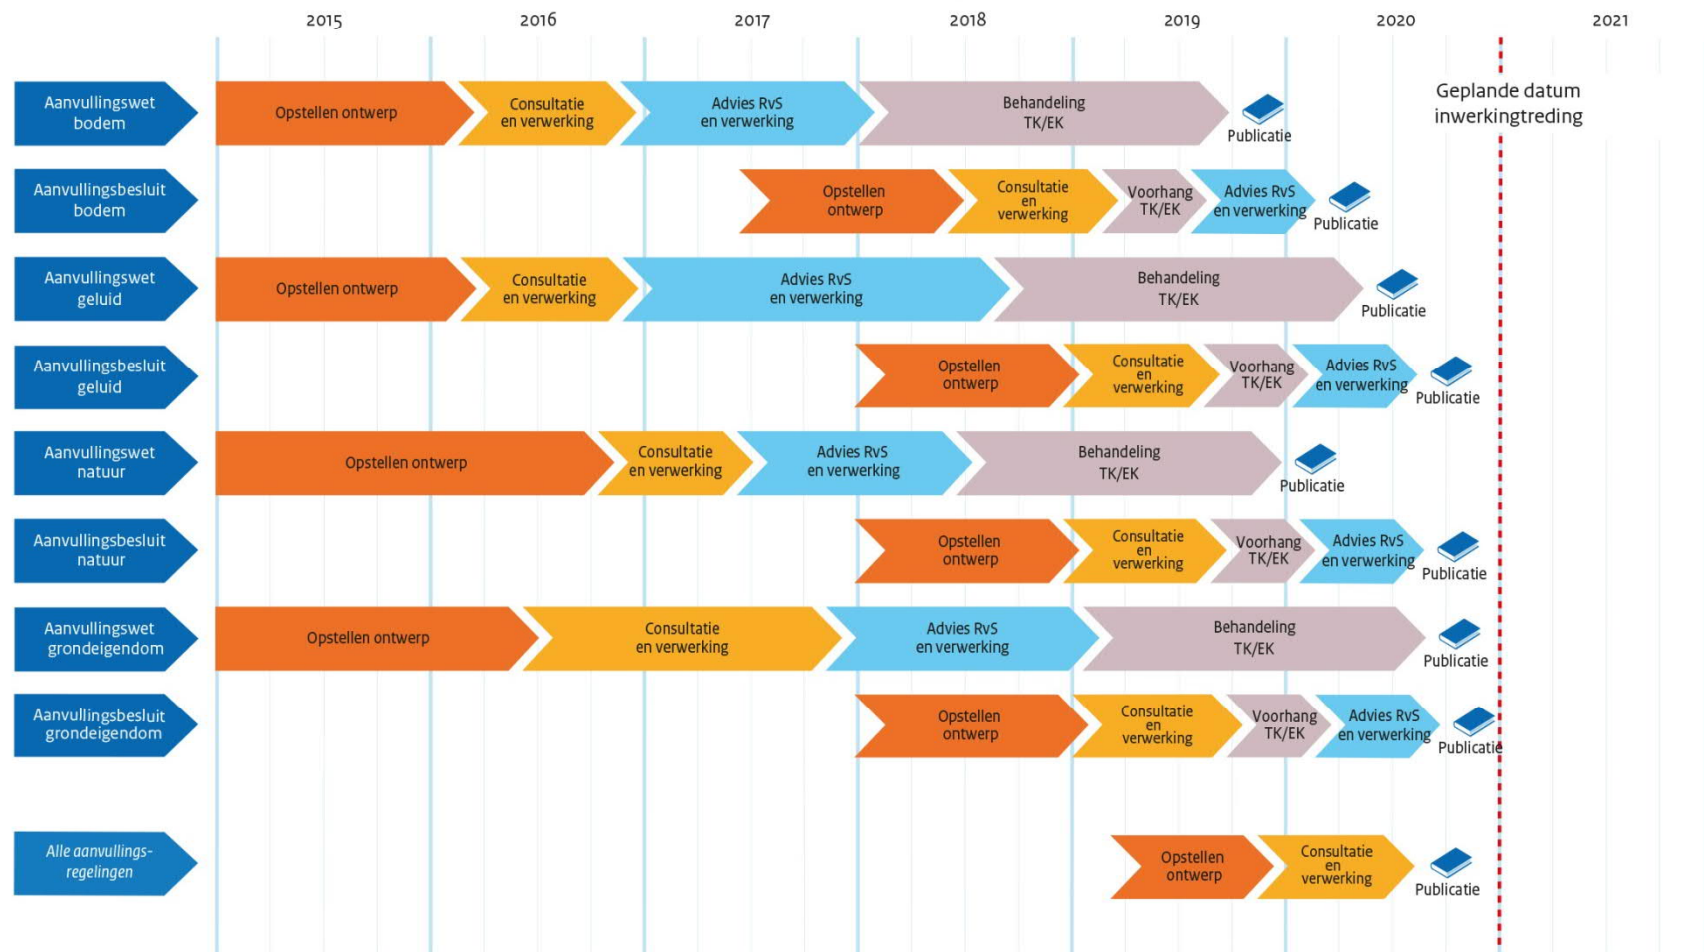 2015 2016 2017 2018 2019 2020 2021
Geplande datum
inwerkingtreding
Aanvullingswet
bodem
Opstellen ontwerp
Consultatie
en verwerking
Advies RvS
en verwerking
Behandeling
TK/EK
Publicatie
Aanvullingsbesluit
bodem
Opstellen
ontwerp
Consultatie
en
verwerking
Voorhang
TK/EK
Advies RvS
en verwerking
Publicatie
Aanvullingswet
geluid
Opstellen ontwerp
Consultatie
en verwerking
Advies RvS
en verwerking
Behandeling
TK/EK
Publicatie
Aanvullingsbesluit
geluid
Opstellen
ontwerp
Consultatie
en
verwerking
Voorhang
TK/EK
Advies RvS
en verwerking
Publicatie
Aanvullingswet
natuur
Opstellen ontwerp
Consultatie
en verwerking
Advies RvS
en verwerking
Behandeling
TK/EK
Publicatie
Aanvullingsbesluit
natuur
Opstellen
ontwerp
Consultatie
en
verwerking
Voorhang
TK/EK
Advies RvS
en verwerking
Publicatie
Aanvullingswet
grondeigendom
Opstellen ontwerp
Consultatie
en verwerking
Advies RvS
en verwerking
Behandeling
TK/EK
Publicatie
Aanvullingsbesluit
grondeigendom
Opstellen
ontwerp
Consultatie
en
verwerking
Voorhang
TK/EK
Advies RvS
en verwerking
Publicatie
Alle aanvullings-
regelingen
Opstellen
ontwerp
Consultatie
en
verwerking
Publicatie